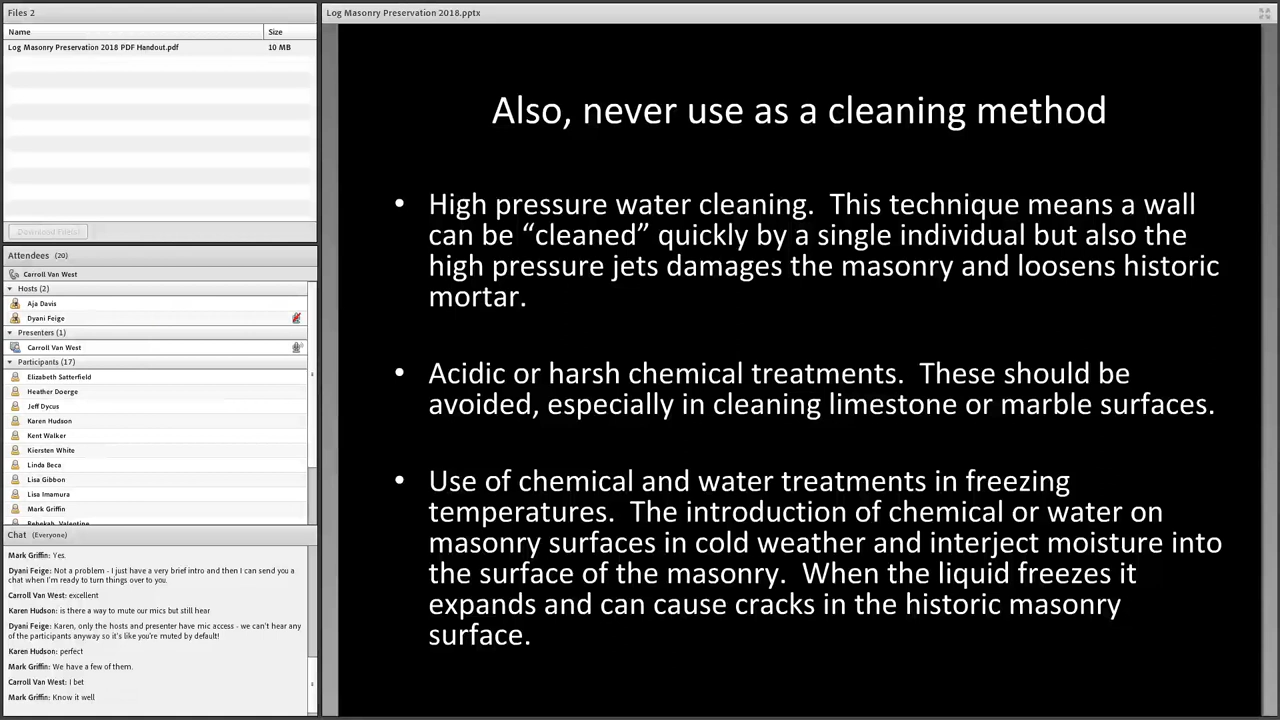 Files 2
Name
Size
Log Masonry Preservation 2018 PDF Handout.pdf
10 MB
Download File(s)
Attendees (20)
Carroll Van West
Hosts (2)
Aja Davis
Dyani Feige
Presenters (1)
Carroll Van West
Participants (17)
Elizabeth Satterfield
Heather Doerge
Jeff Dycus
Karen Hudson
Kent Walker
Kiersten White
Linda Beca
Lisa Gibbon
Lisa Imamura
Mark Griffin
Rebekah, Valentine
Chat (Everyone)
Mark Griffin: Yes.
Dyani Feige: Not a problem - I just have a very brief intro and then I can send you a
chat when I'm ready to turn things over to you.
Carroll Van West: excellent
Karen Hudson: is there a way to mute our mics but still hear
Dyani Feige: Karen, only the hosts and presenter have mic access - we can't hear any
of the participants anyway so it's like you're muted by default!
Karen Hudson: perfect
Mark Griffin: We have a few of them.
Carroll Van West: I bet
Mark Griffin: Know it well
Log Masonry Preservation 2018.pptx
Also, never use as a cleaning method
• High pressure water cleaning. This technique means a wall
can be “cleaned” quickly by a single individual but also the
high pressure jets damages the masonry and loosens historic
mortar.
• Acidic or harsh chemical treatments. These should be
avoided, especially in cleaning limestone or marble surfaces.
• Use of chemical and water treatments in freezing
temperatures. The introduction of chemical or water on
masonry surfaces in cold weather and interject moisture into
the surface of the masonry. When the liquid freezes it
expands and can cause cracks in the historic masonry
surface.